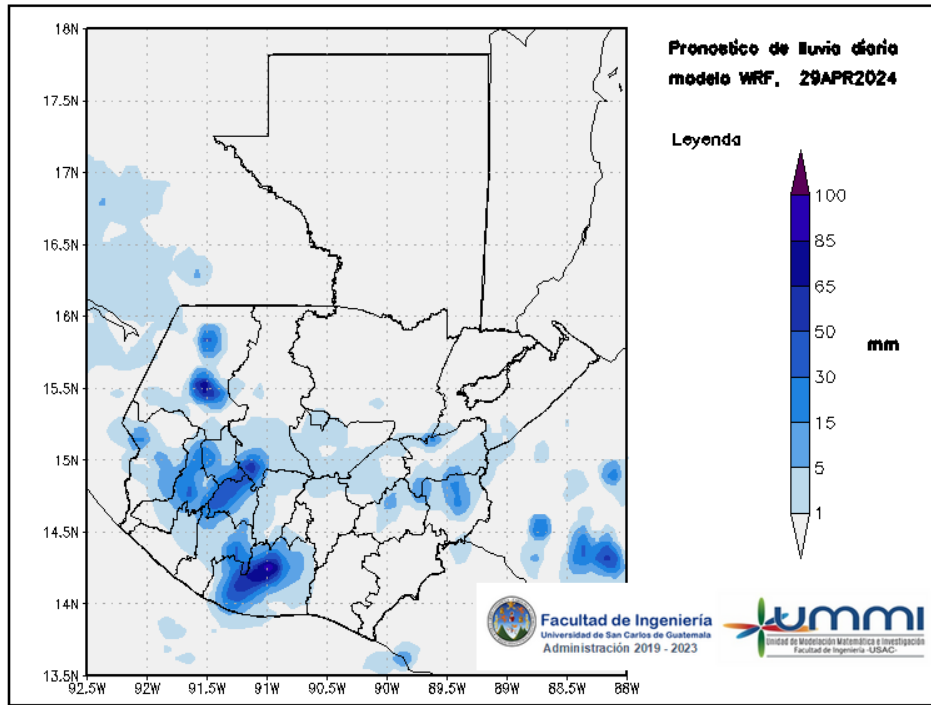 Pronostico de lluvia diaria
modelo WRF, 29APR2024
Leyenda
100
85
65
50
30
15
5
1
mm
18N
17.5N
17N
16.5N
16N
15.5N
15N
14.5N
14N
13.5N
92.5W
92W
91.5W
91W
90.5W
90W
89.5W
89W
88.5W
88W
Facultad de Ingeniería
Universidad de San Carlos de Guatemala
Administración 2019 - 2023
UMMI
Unidad de Modelación Matemática e Investigación
Facultad de Ingeniería -USAC-